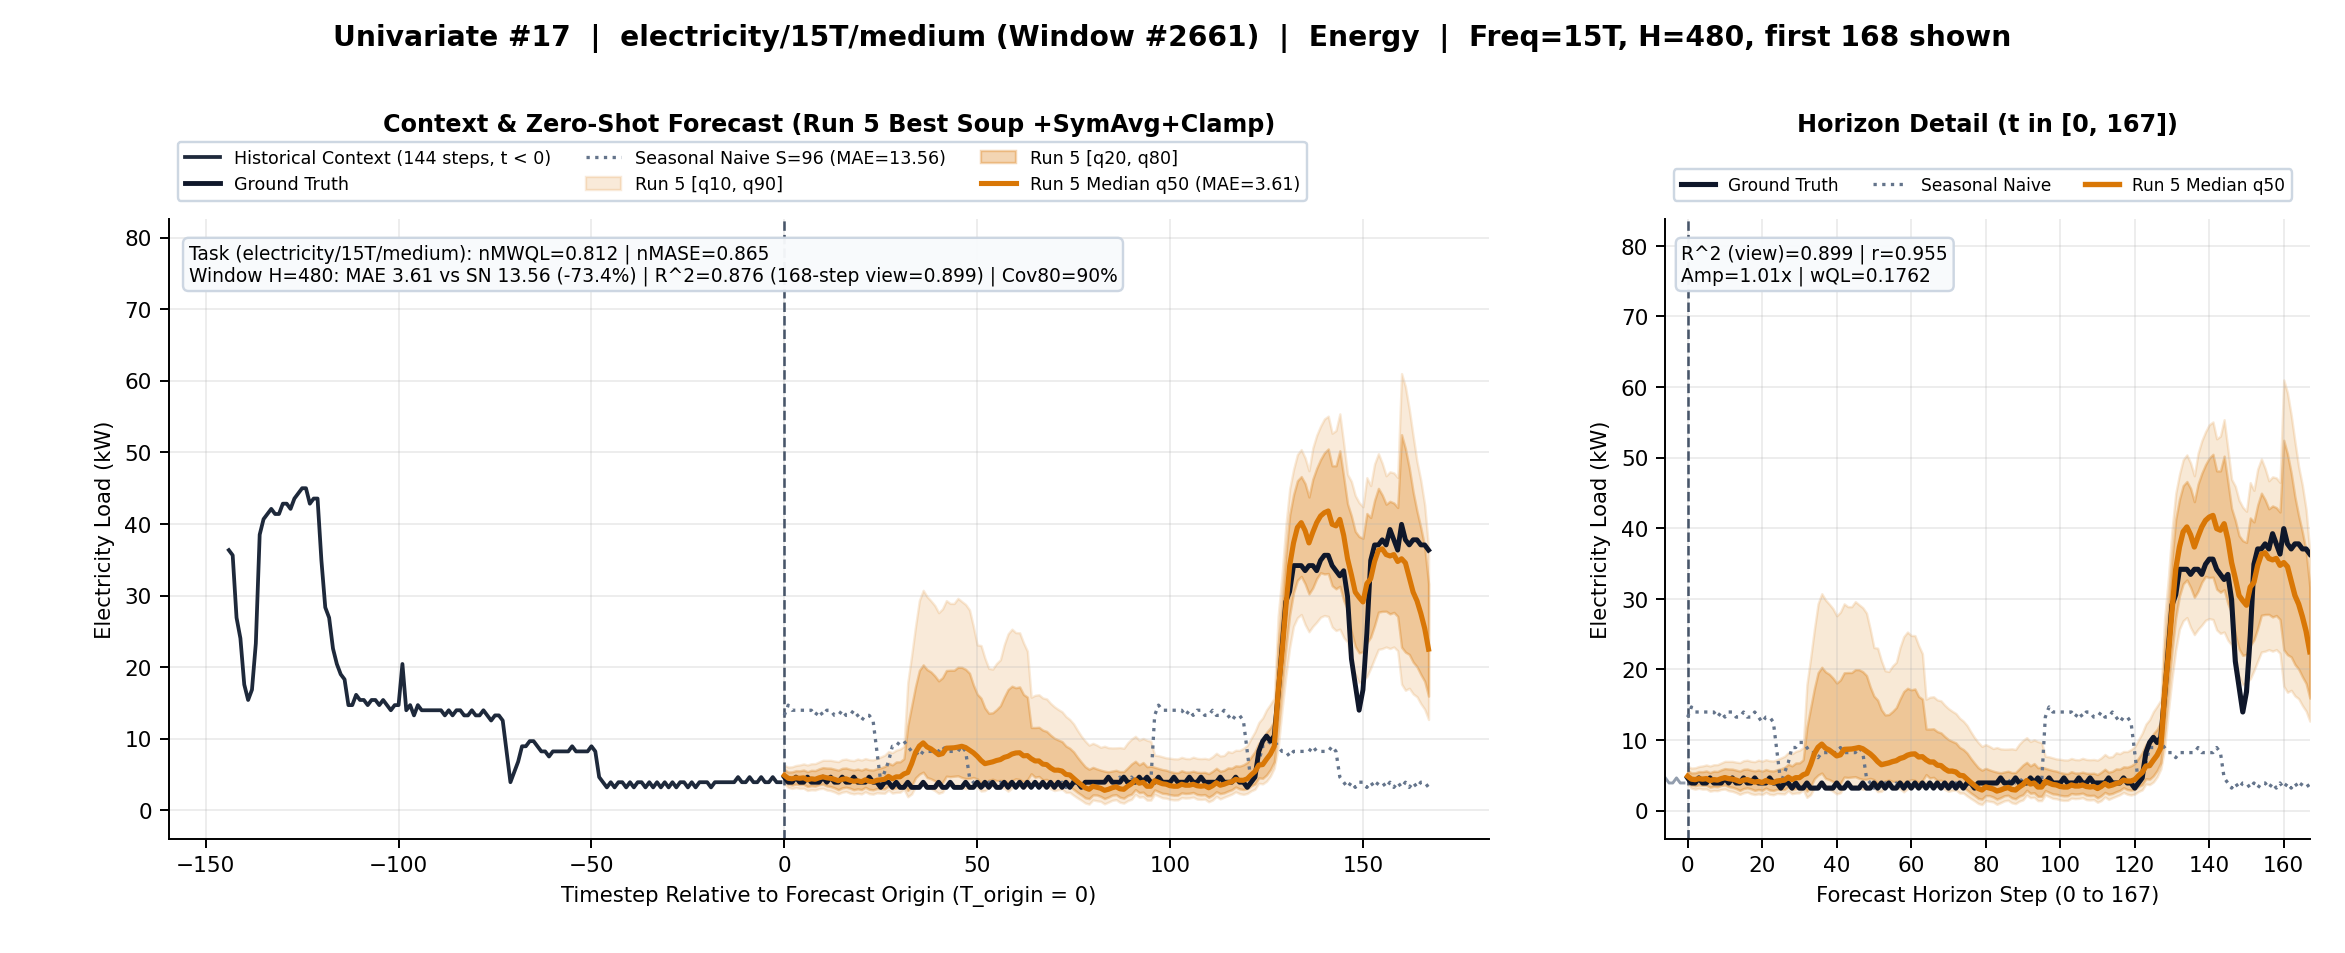 Univariate #17 | electricity/15T/medium (Window #2661) | Energy | Freq=15T, H=480, first 168 shown
Context & Zero-Shot Forecast (Run 5 Best Soup +SymAvg+Clamp)
Historical Context (144 steps, t < 0)
Ground Truth
Seasonal Naive S=96 (MAE=13.56)
Run 5 [q10, q90]
Run 5 [q20, q80]
Run 5 Median q50 (MAE=3.61)
Task (electricity/15T/medium): nMWQL=0.812 | nMASE=0.865
Window H=480: MAE 3.61 vs SN 13.56 (-73.4%) | R^2=0.876 (168-step view=0.899) | Cov80=90%
Electricity Load (kW)
80
70
60
50
40
30
20
10
0
−150 −100 −50 0 50 100 150
Timestep Relative to Forecast Origin (T_origin = 0)
Horizon Detail (t in [0, 167])
Ground Truth Seasonal Naive Run 5 Median q50
R^2 (view)=0.899 | r=0.955
Amp=1.01x | wQL=0.1762
Electricity Load (kW)
80
70
60
50
40
30
20
10
0
0 20 40 60 80 100 120 140 160
Forecast Horizon Step (0 to 167)